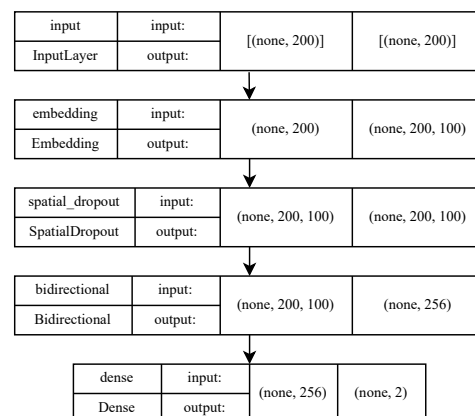 input input: [(none, 200)] [(none, 200)]
InputLayer output:
embedding input: (none, 200) (none, 200, 100)
Embedding output:
spatial_dropout input: (none, 200, 100) (none, 200, 100)
SpatialDropout output:
bidirectional input: (none, 200, 100) (none, 256)
Bidirectional output:
dense input: (none, 256) (none, 2)
Dense output: